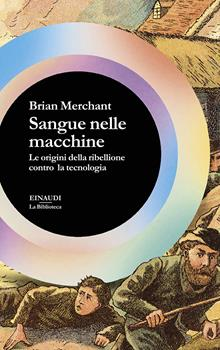 Brian Merchant
Sangue nelle
macchine
Le origini della ribellione
contro la tecnologia
EINAUDI
La Biblioteca